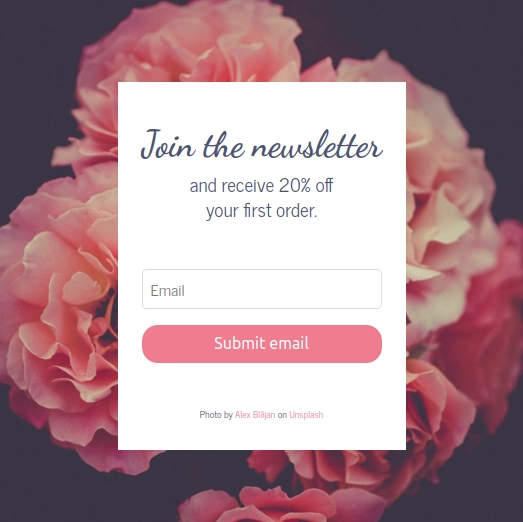 Join the newsletter
and receive 20% off
your first order.
Email
Submit email
Photo by Alex Blăjan on Unsplash